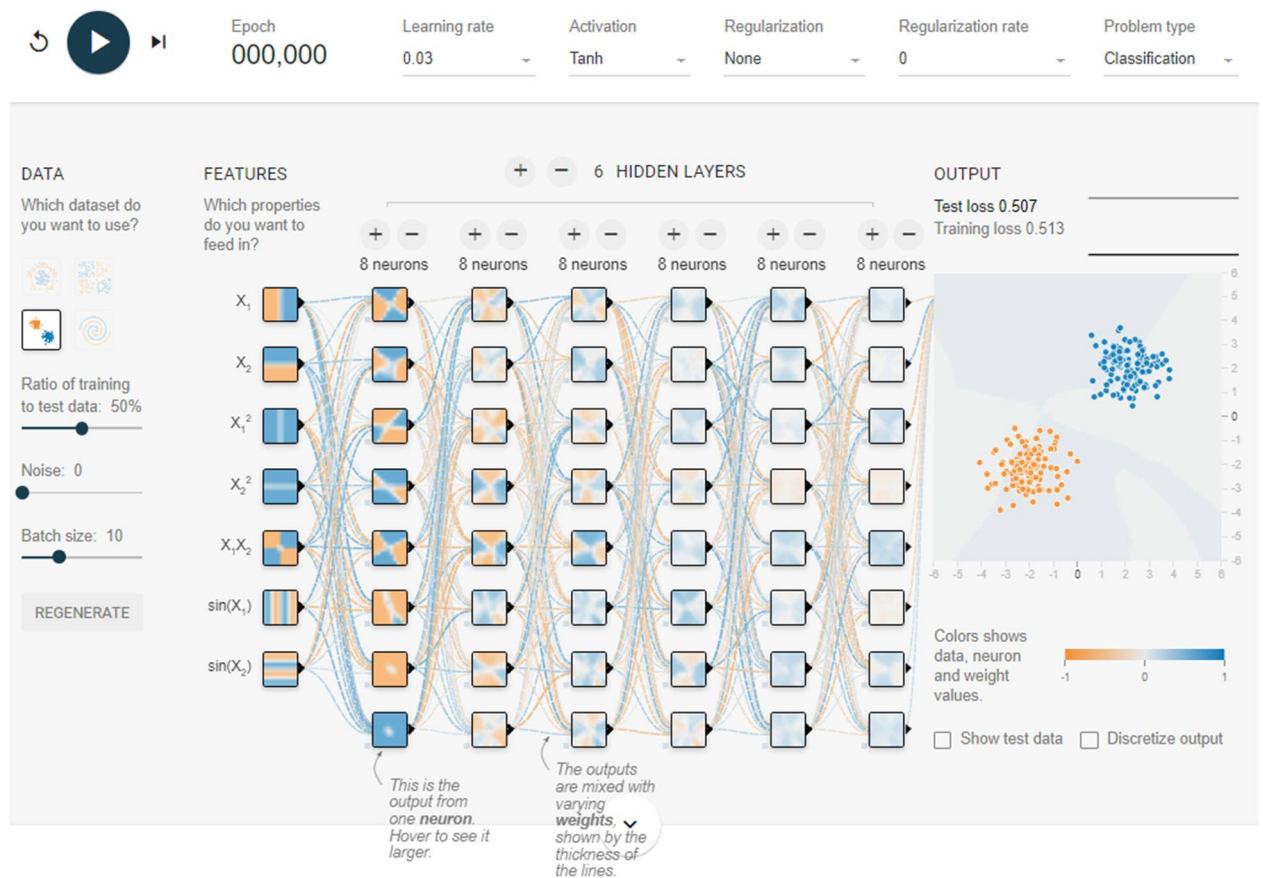 Epoch
000,000
Learning rate
0.03
Activation
Tanh
Regularization
None
Regularization rate
0
Problem type
Classification
DATA
Which dataset do
you want to use?
Ratio of training
to test data: 50%
Noise: 0
Batch size: 10
REGENERATE
FEATURES
Which properties
do you want to
feed in?
X₁
X₂
X₁²
X₂²
X₁X₂
sin(X₁)
sin(X₂)
+ − 6 HIDDEN LAYERS
+ − + − + − + − + − + −
8 neurons 8 neurons 8 neurons 8 neurons 8 neurons 8 neurons
This is the
output from
one neuron.
Hover to see it
larger.
The outputs
are mixed with
varying
weights,
shown by the
thickness of
the lines.
OUTPUT
Test loss 0.507
Training loss 0.513
6
5
4
3
2
1
0
-1
-2
-3
-4
-5
-6
-6 -5 -4 -3 -2 -1 0 1 2 3 4 5 6
Colors shows
data, neuron
and weight
values.
-1 0 1
Show test data Discretize output